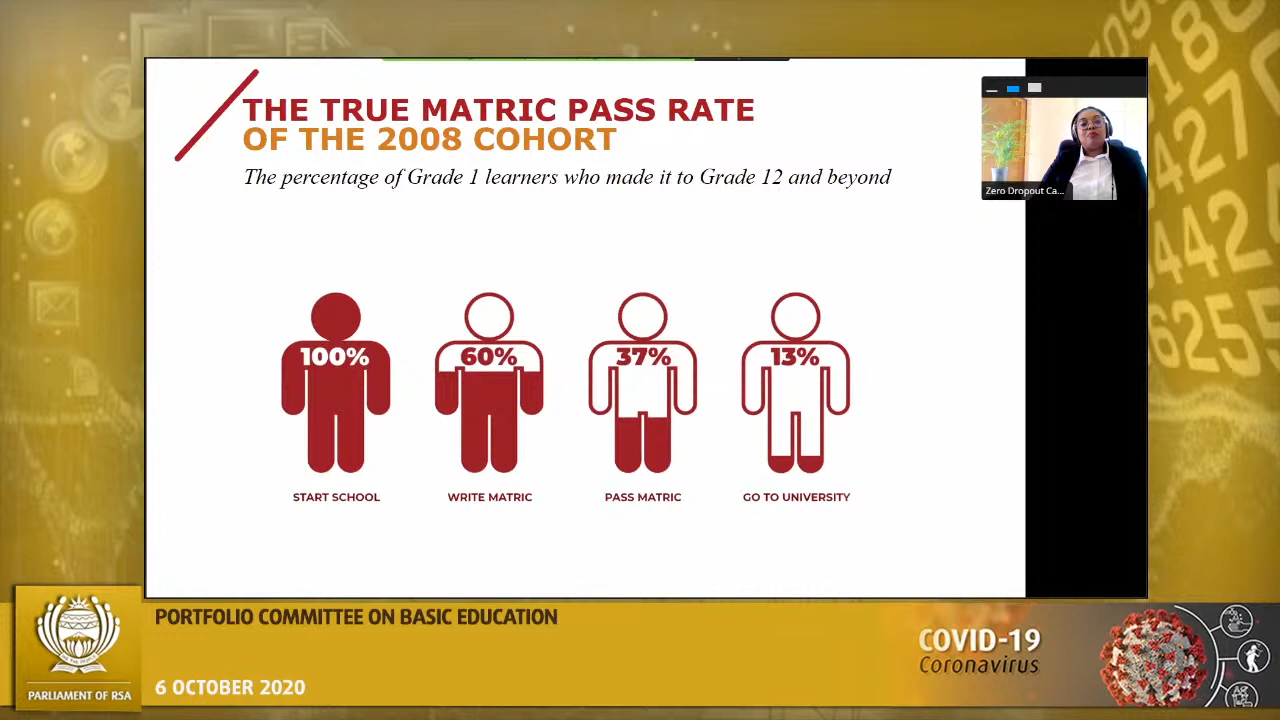 THE TRUE MATRIC PASS RATE
OF THE 2008 COHORT
The percentage of Grade 1 learners who made it to Grade 12 and beyond
Zero Dropout Ca...
100%
60%
37%
13%
START SCHOOL
WRITE MATRIC
PASS MATRIC
GO TO UNIVERSITY
PORTFOLIO COMMITTEE ON BASIC EDUCATION
COVID-19
Coronavirus
PARLIAMENT OF RSA
6 OCTOBER 2020